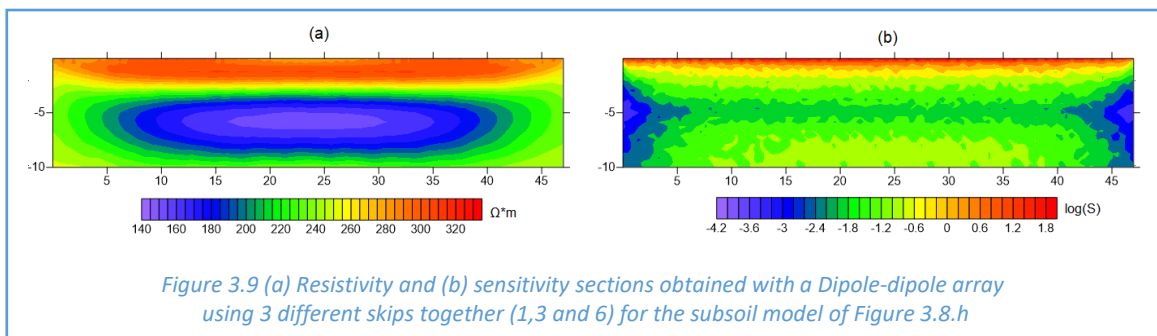 (a)
(b)
-5
-10
5 10 15 20 25 30 35 40 45
-5
-10
5 10 15 20 25 30 35 40 45
140 160 180 200 220 240 260 280 300 320
Ω*m
-4.2 -3.6 -3 -2.4 -1.8 -1.2 -0.6 0 0.6 1.2 1.8
log(S)
Figure 3.9 (a) Resistivity and (b) sensitivity sections obtained with a Dipole-dipole array
using 3 different skips together (1,3 and 6) for the subsoil model of Figure 3.8.h